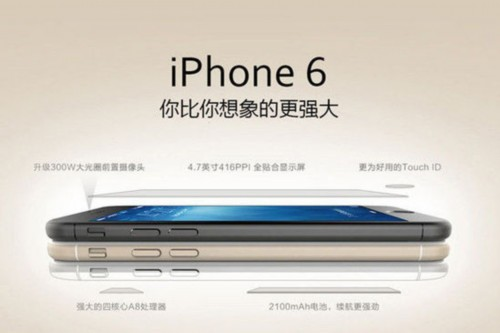 iPhone 6
你比你想象的更强大
升级300W大光圈前置摄像头
4.7英寸416PPI 全贴合显示屏
更为好用的Touch ID
强大的四核心A8处理器
2100mAh电池，续航更强劲